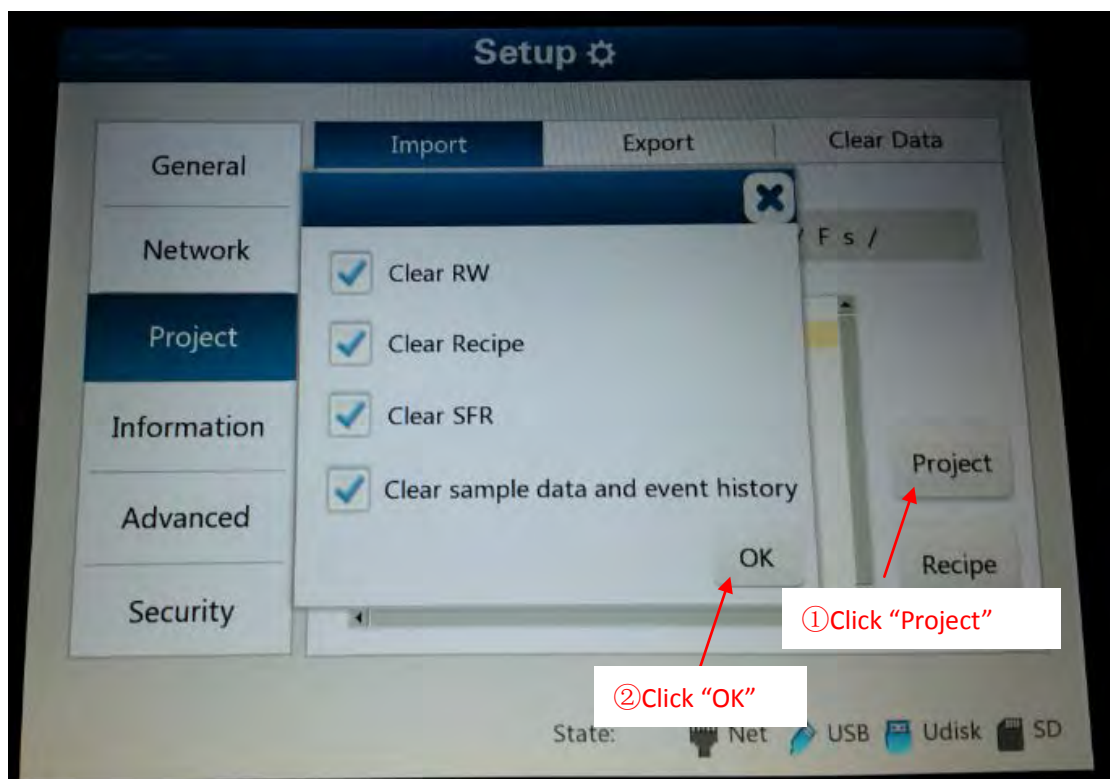 Setup
Import Export Clear Data
General
Network
Project
Information
Advanced
Security
/ F s /
Clear RW
Clear Recipe
Clear SFR
Clear sample data and event history
OK
Project
Recipe
①Click “Project”
②Click “OK”
State: Net USB Udisk SD